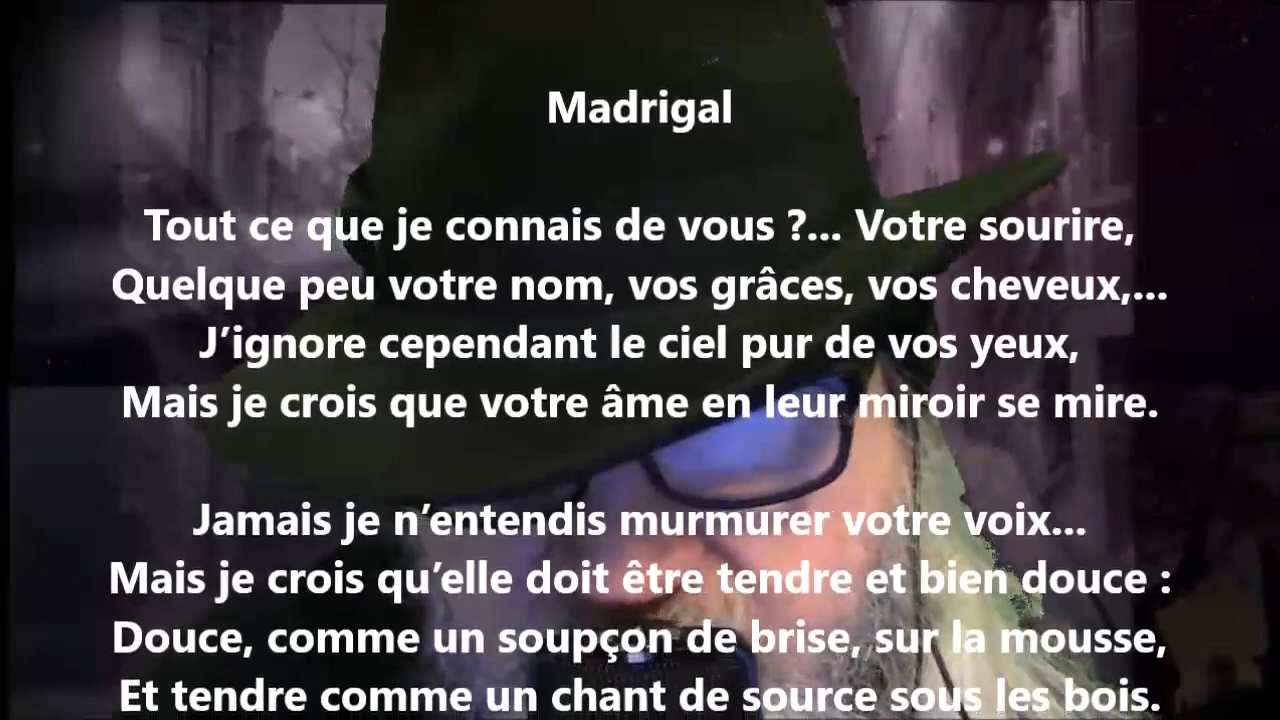 Madrigal
Tout ce que je connais de vous ?... Votre sourire,
Quelque peu votre nom, vos grâces, vos cheveux,...
J’ignore cependant le ciel pur de vos yeux,
Mais je crois que votre âme en leur miroir se mire.
Jamais je n’entendis murmurer votre voix...
Mais je crois qu’elle doit être tendre et bien douce :
Douce, comme un soupçon de brise, sur la mousse,
Et tendre comme un chant de source sous les bois.